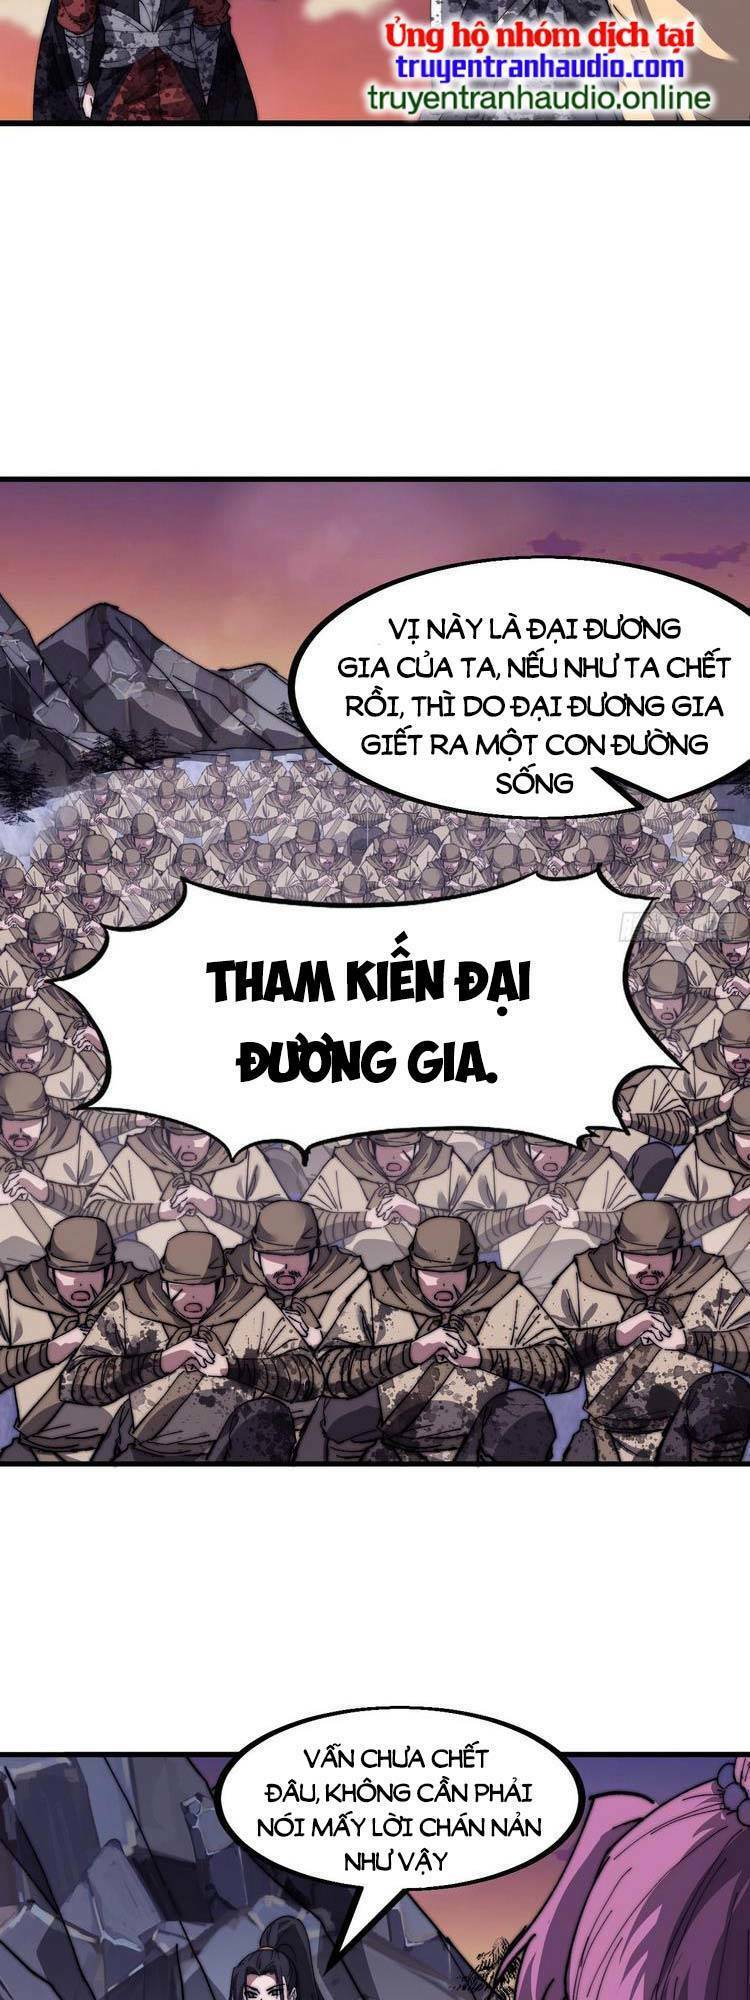 Ủng hộ nhóm dịch tại
truyentranhaudio.com
truyentranhaudio.online
VỊ NÀY LÀ ĐẠI ĐƯƠNG
GIA CỦA TA, NẾU NHƯ TA CHẾT
RỒI, THÌ DO ĐẠI ĐƯƠNG GIA
GIẾT RA MỘT CON ĐƯỜNG
SỐNG
THAM KIẾN ĐẠI
ĐƯƠNG GIA.
VẪN CHƯA CHẾT
ĐÂU, KHÔNG CẦN PHẢI
NÓI MẤY LỜI CHÁN NẢN
NHƯ VẬY